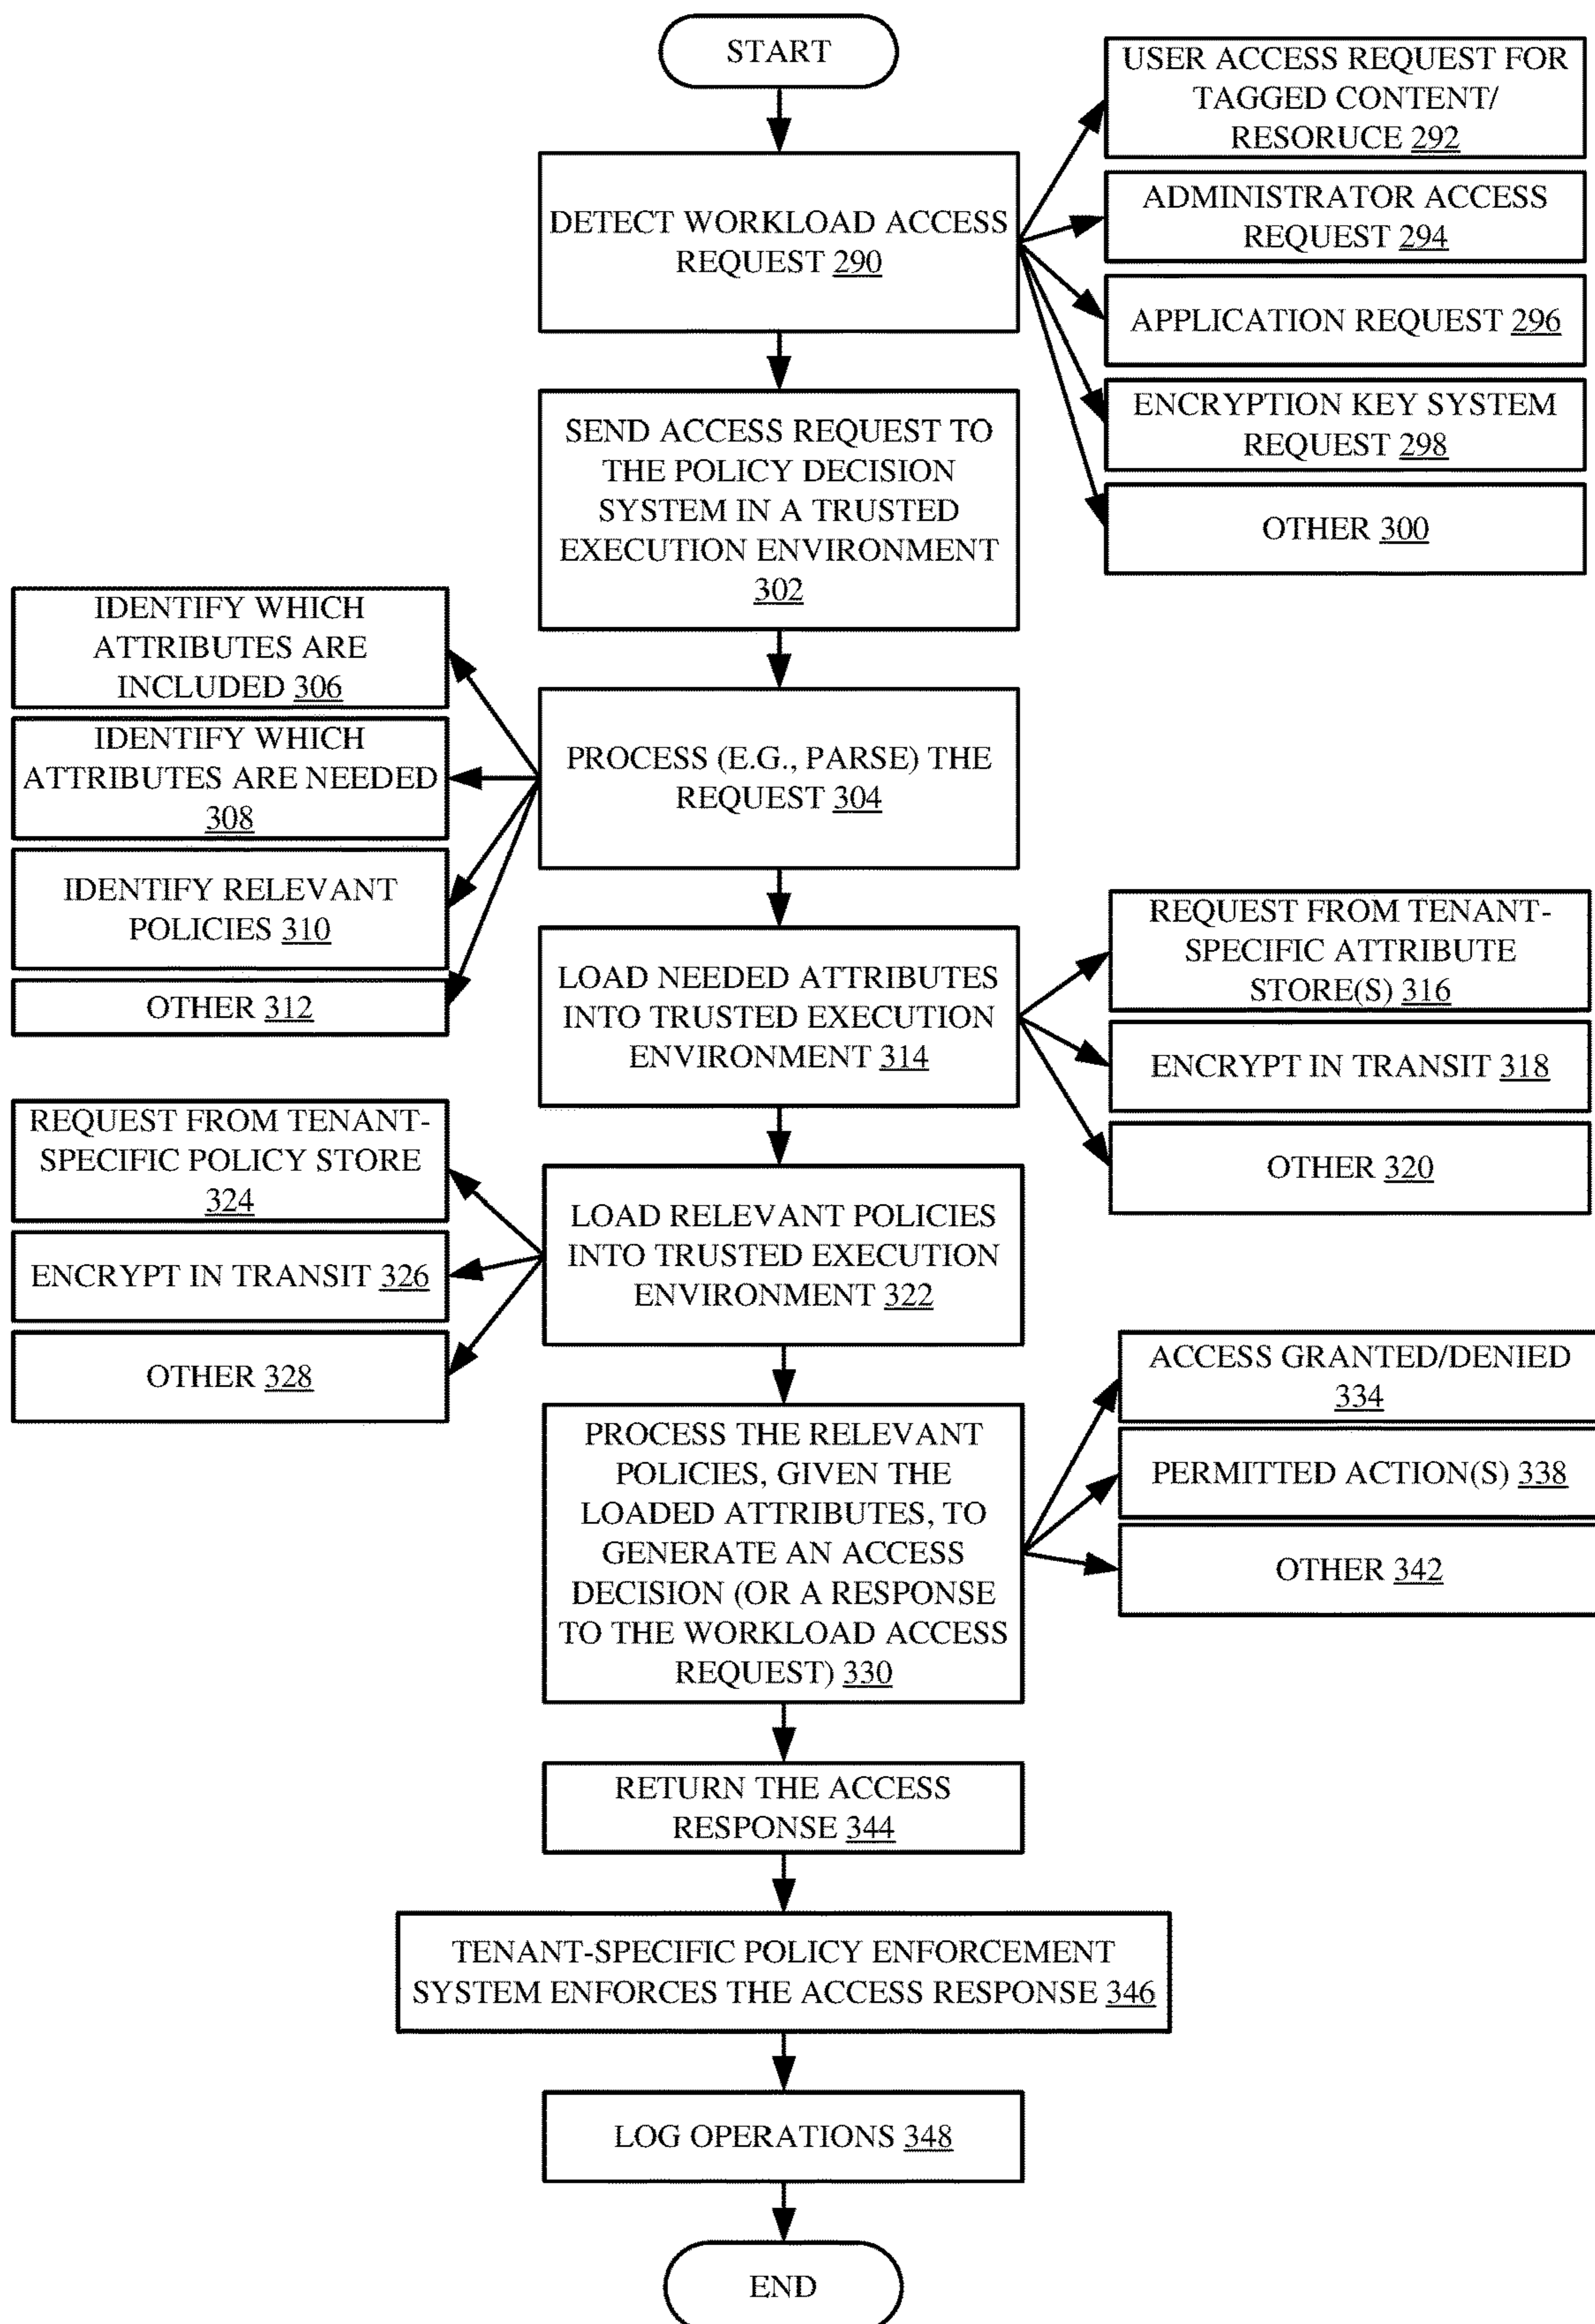 START
USER ACCESS REQUEST FOR
TAGGED CONTENT/
RESORUCE 292
DETECT WORKLOAD ACCESS
REQUEST 290
ADMINISTRATOR ACCESS
REQUEST 294
APPLICATION REQUEST 296
ENCRYPTION KEY SYSTEM
REQUEST 298
OTHER 300
SEND ACCESS REQUEST TO
THE POLICY DECISION
SYSTEM IN A TRUSTED
EXECUTION ENVIRONMENT
302
IDENTIFY WHICH
ATTRIBUTES ARE
INCLUDED 306
IDENTIFY WHICH
ATTRIBUTES ARE NEEDED
308
IDENTIFY RELEVANT
POLICIES 310
OTHER 312
PROCESS (E.G., PARSE) THE
REQUEST 304
LOAD NEEDED ATTRIBUTES
INTO TRUSTED EXECUTION
ENVIRONMENT 314
REQUEST FROM TENANT-
SPECIFIC ATTRIBUTE
STORE(S) 316
ENCRYPT IN TRANSIT 318
OTHER 320
REQUEST FROM TENANT-
SPECIFIC POLICY STORE
324
ENCRYPT IN TRANSIT 326
OTHER 328
LOAD RELEVANT POLICIES
INTO TRUSTED EXECUTION
ENVIRONMENT 322
PROCESS THE RELEVANT
POLICIES, GIVEN THE
LOADED ATTRIBUTES, TO
GENERATE AN ACCESS
DECISION (OR A RESPONSE
TO THE WORKLOAD ACCESS
REQUEST) 330
ACCESS GRANTED/DENIED
334
PERMITTED ACTION(S) 338
OTHER 342
RETURN THE ACCESS
RESPONSE 344
TENANT-SPECIFIC POLICY ENFORCEMENT
SYSTEM ENFORCES THE ACCESS RESPONSE 346
LOG OPERATIONS 348
END